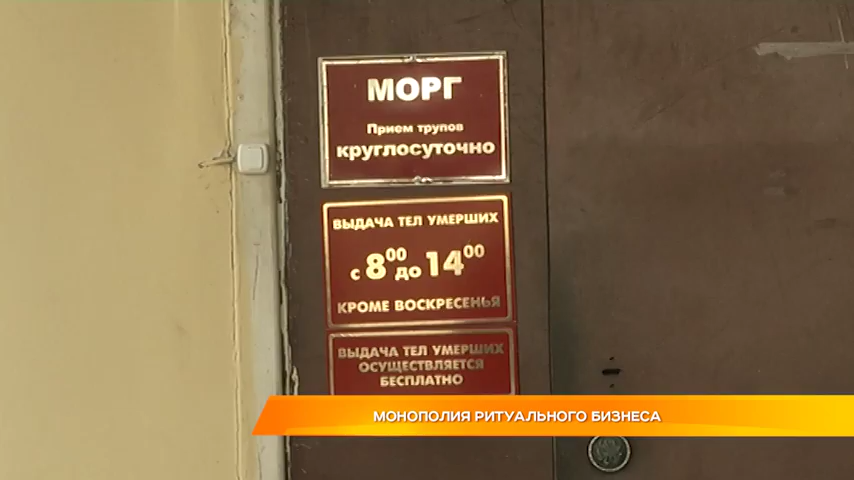 МОРГ
Прием трупов
круглосуточно
ВЫДАЧА ТЕЛ УМЕРШИХ
с 8⁰⁰ до 14⁰⁰
КРОМЕ ВОСКРЕСЕНЬЯ
ВЫДАЧА ТЕЛ УМЕРШИХ
ОСУЩЕСТВЛЯЕТСЯ
БЕСПЛАТНО
МОНОПОЛИЯ РИТУАЛЬНОГО БИЗНЕСА